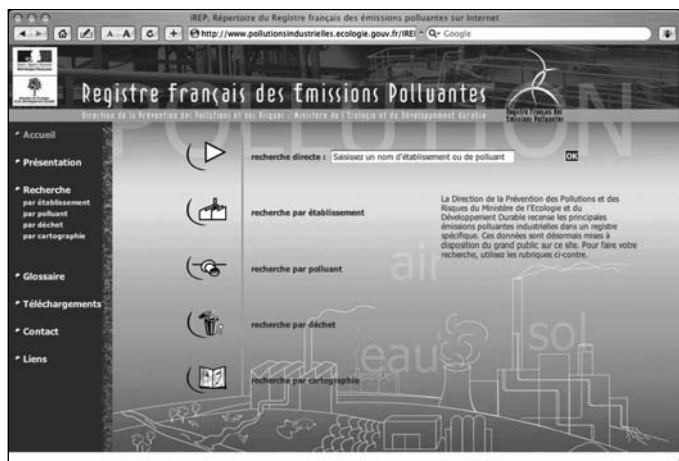 iREP, Répertoire du Registre français des émissions polluantes sur Internet
A A C + http://www.pollutionsindustrielles.ecologie.gouv.fr/IREP Q Google
Registre Français des Emissions Polluantes
Direction de la Prévention des Pollutions et des Risques - Ministère de l'Ecologie et du Développement durable
Registre Français des
Emissions Polluantes
POLLUTION
Accueil
Présentation
Recherche
par établissement
par polluant
par déchet
par cartographie
Glossaire
Téléchargements
Contact
Liens
recherche directe : Saisissez un nom d'établissement ou de polluant OK
recherche par établissement
recherche par polluant
recherche par déchet
recherche par cartographie
La Direction de la Prévention des Pollutions et des
Risques du Ministère de l'Ecologie et du
Développement Durable recense les principales
émissions polluantes industrielles dans un registre
spécifique. Ces données sont désormais mises à
disposition du grand public sur ce site. Pour faire votre
recherche, utilisez les rubriques ci-contre.
air
eau
sol